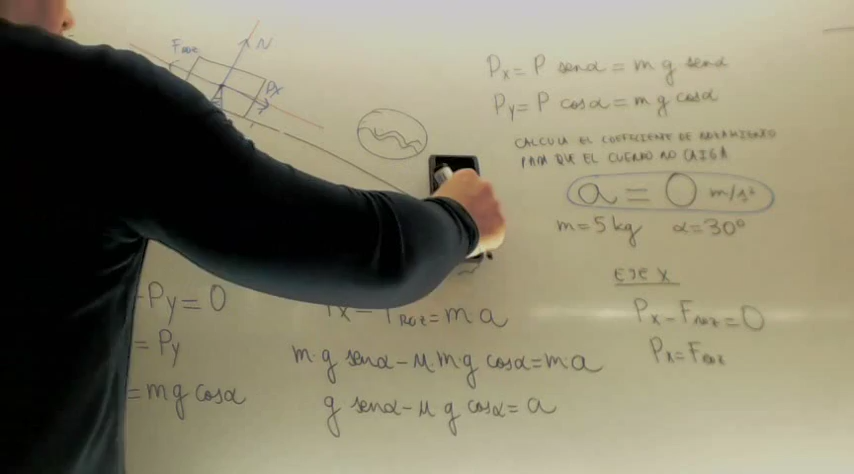 F roz
N
Px
Px = P senα = m g senα
Py = P cosα = m g cosα
CALCULA EL COEFICIENTE DE ROZAMIENTO
PARA QUE EL CUERPO NO CAIGA
a = 0 m/s²
m = 5 kg α = 30°
EJE X
Px - Froz = 0
Px = Froz
-Py = 0
= Py
= mg cosα
Px - Froz = m a
m·g senα - μ·mg cosα = m·a
g senα - μ g cosα = a